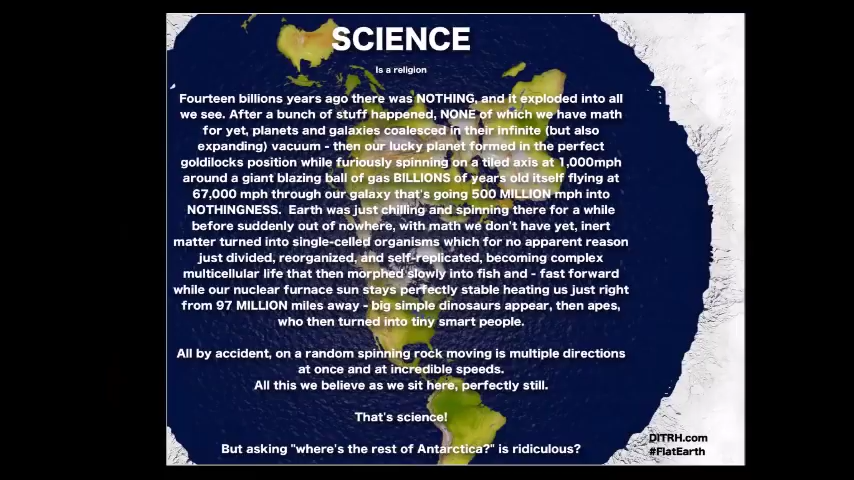 SCIENCE
Is a religion
Fourteen billions years ago there was NOTHING, and it exploded into all
we see. After a bunch of stuff happened, NONE of which we have math
for yet, planets and galaxies coalesced in their infinite (but also
expanding) vacuum - then our lucky planet formed in the perfect
goldilocks position while furiously spinning on a tiled axis at 1,000mph
around a giant blazing ball of gas BILLIONS of years old itself flying at
67,000 mph through our galaxy that's going 500 MILLION mph into
NOTHINGNESS. Earth was just chilling and spinning there for a while
before suddenly out of nowhere, with math we don't have yet, inert
matter turned into single-celled organisms which for no apparent reason
just divided, reorganized, and self-replicated, becoming complex
multicellular life that then morphed slowly into fish and - fast forward
while our nuclear furnace sun stays perfectly stable heating us just right
from 97 MILLION miles away - big simple dinosaurs appear, then apes,
who then turned into tiny smart people.
All by accident, on a random spinning rock moving is multiple directions
at once and at incredible speeds.
All this we believe as we sit here, perfectly still.
That's science!
But asking "where's the rest of Antarctica?" is ridiculous?
DITRH.com
#FlatEarth